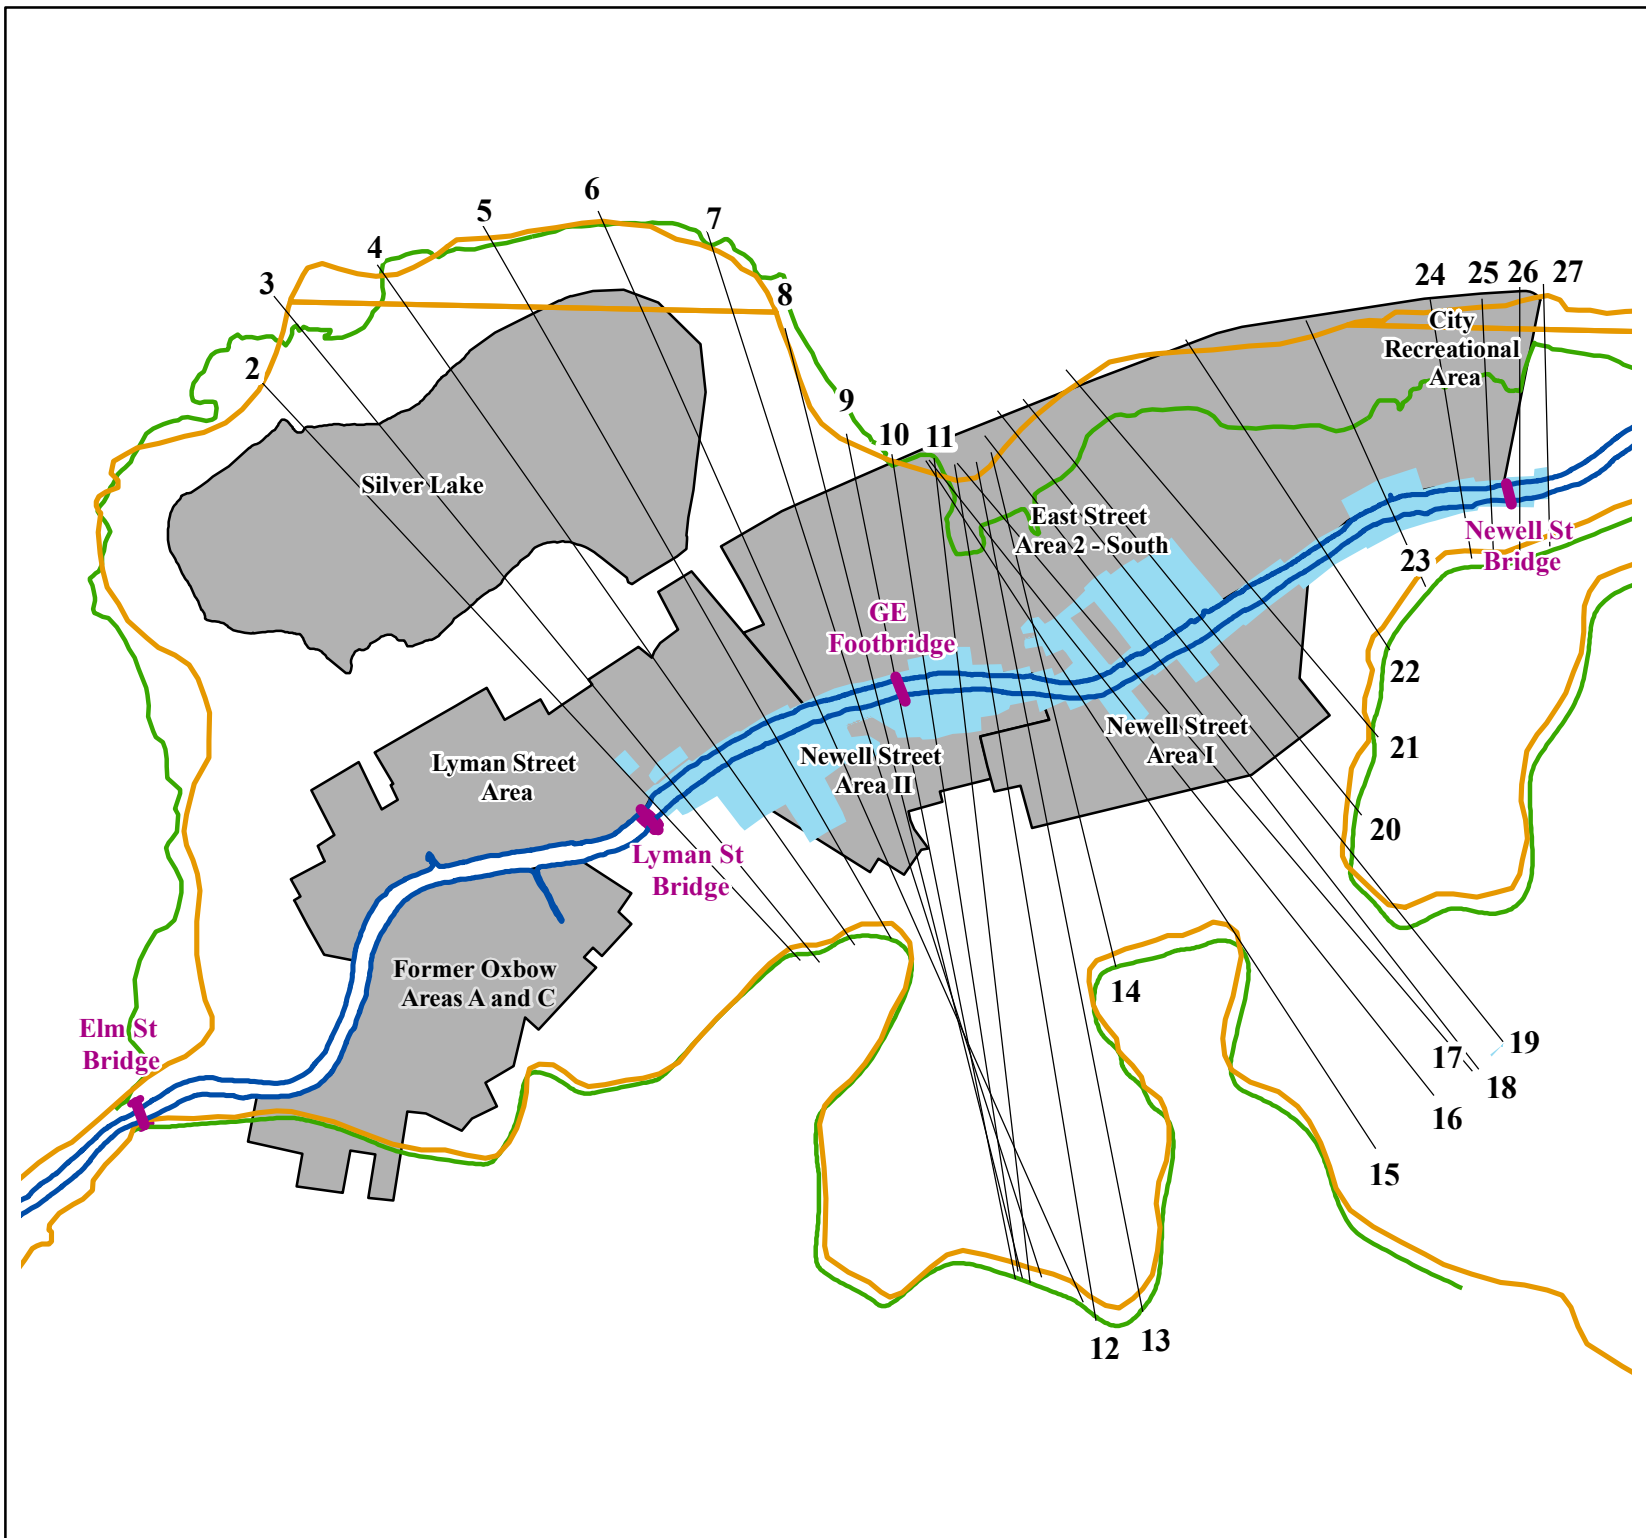 6
5
7
4
3
8
24
25
26
27
City
Recreational
Area
2
9
10
11
Silver Lake
East Street
Area 2 - South
Newell St
Bridge
23
GE
Footbridge
22
Lyman Street
Area
Newell Street
Area II
Newell Street
Area I
21
20
Lyman St
Bridge
Former Oxbow
Areas A and C
14
Elm St
Bridge
17
19
18
16
15
12
13